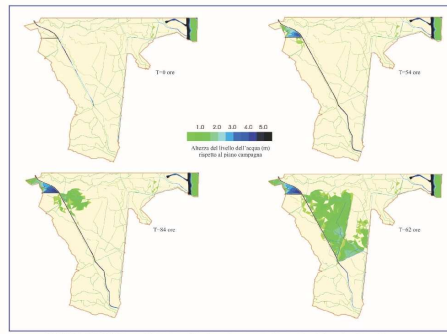 T=0 ore
T=54 ore
1.0 2.0 3.0 4.0 5.0
Altezza del livello dell'acqua (m)
rispetto al piano campagna
T=84 ore
T=62 ore